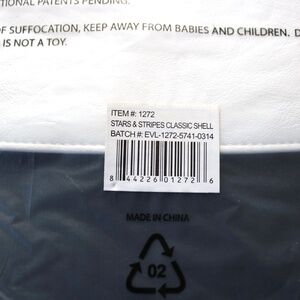 TIONAL PATENTS PENDING.
OF SUFFOCATION, KEEP AWAY FROM BABIES AND CHILDREN. D
IS NOT A TOY.
ITEM #: 1272
STARS & STRIPES CLASSIC SHELL
BATCH #: EVL-1272-5741-0314
8 44226 01272 6
MADE IN CHINA
02